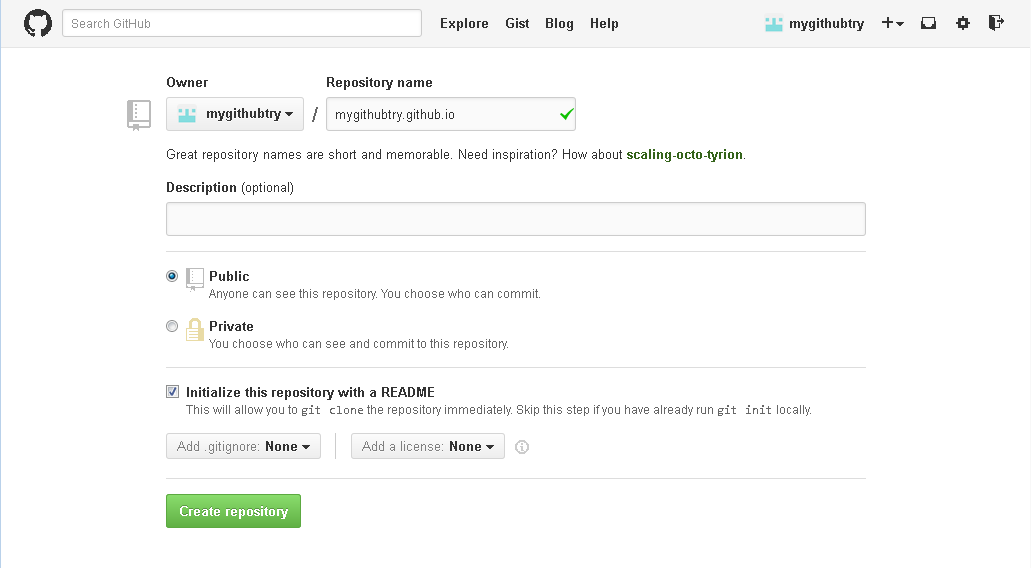 Search GitHub Explore Gist Blog Help mygithubtry
Owner Repository name
mygithubtry / mygithubtry.github.io
Great repository names are short and memorable. Need inspiration? How about scaling-octo-tyrion.
Description (optional)
Public
Anyone can see this repository. You choose who can commit.
Private
You choose who can see and commit to this repository.
Initialize this repository with a README
This will allow you to git clone the repository immediately. Skip this step if you have already run git init locally.
Add .gitignore: None Add a license: None
Create repository